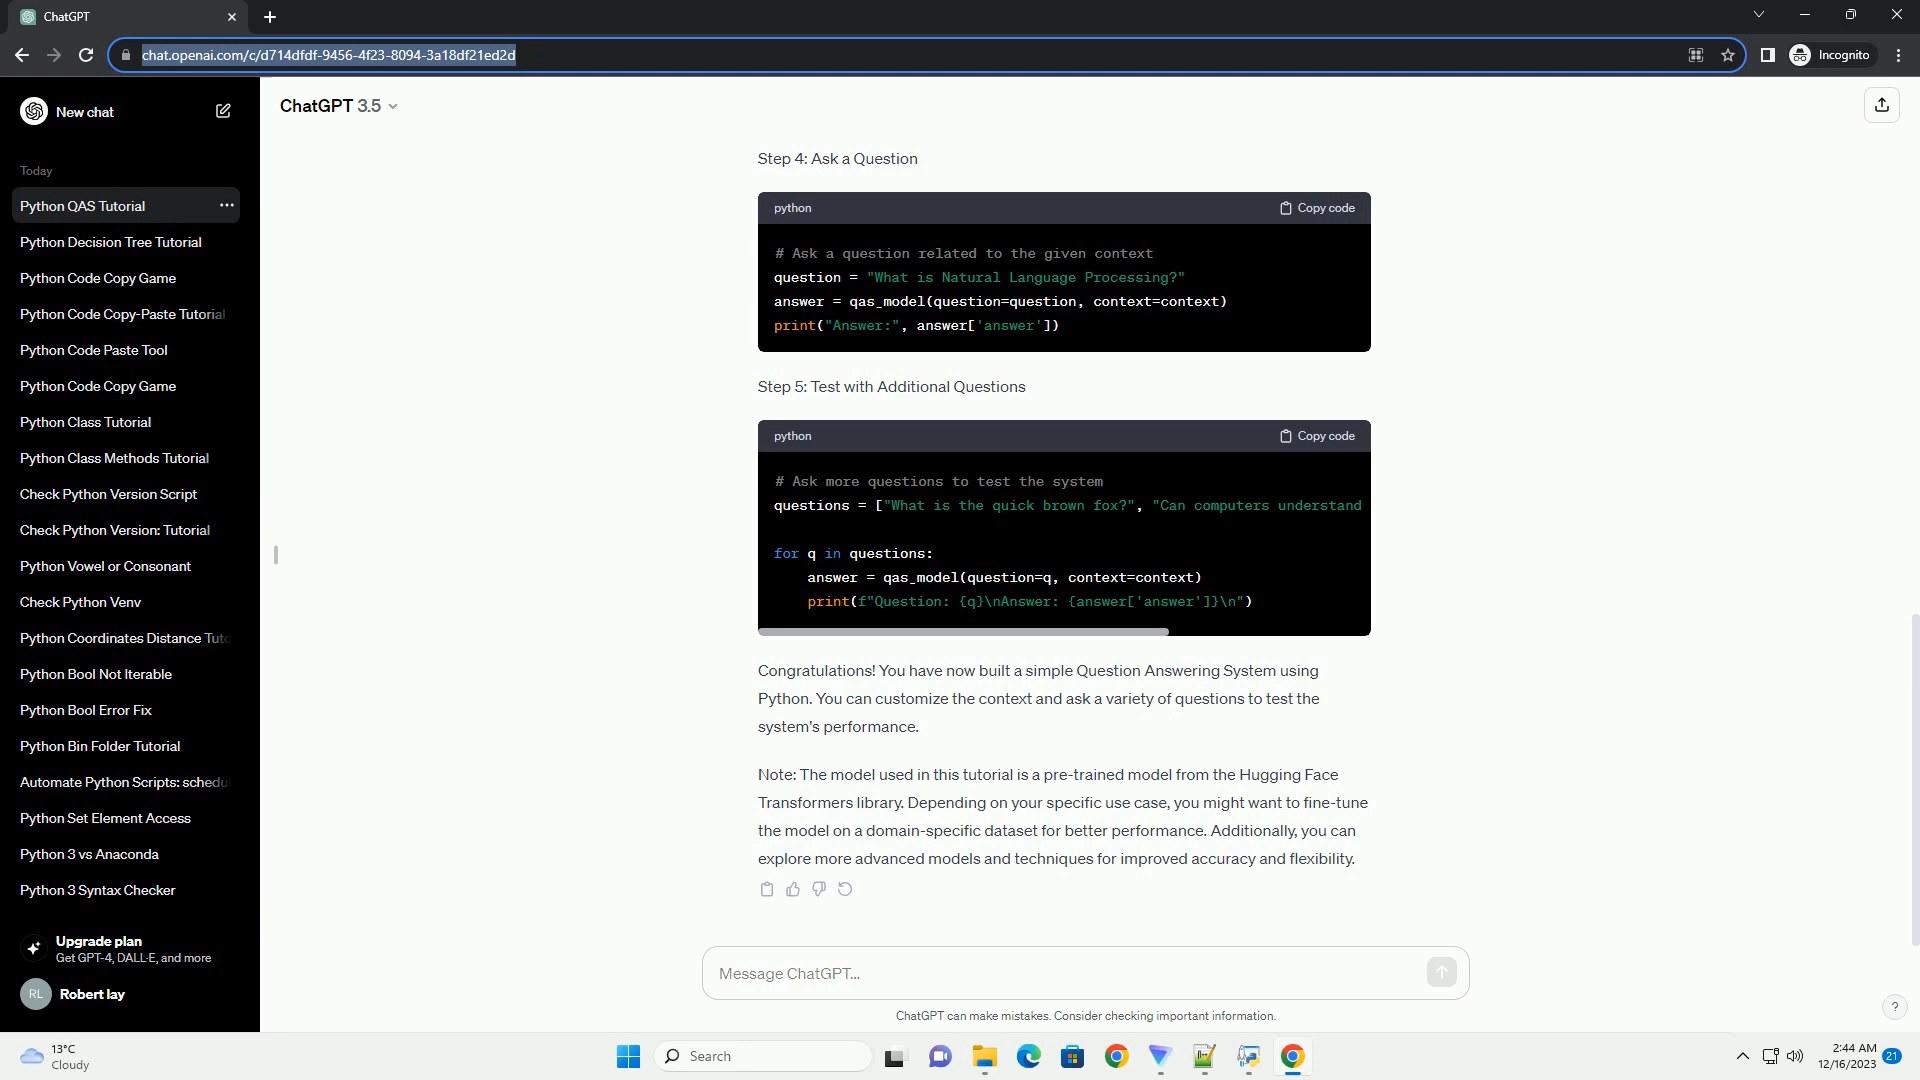 ChatGPT
chat.openai.com/c/d714dfdf-9456-4f23-8094-3a18df21ed2d
Incognito
New chat
ChatGPT 3.5
Today
Python QAS Tutorial
Python Decision Tree Tutorial
Python Code Copy Game
Python Code Copy-Paste Tutorial
Python Code Paste Tool
Python Code Copy Game
Python Class Tutorial
Python Class Methods Tutorial
Check Python Version Script
Check Python Version: Tutorial
Python Vowel or Consonant
Check Python Venv
Python Coordinates Distance Tuto
Python Bool Not Iterable
Python Bool Error Fix
Python Bin Folder Tutorial
Automate Python Scripts: schedu
Python Set Element Access
Python 3 vs Anaconda
Python 3 Syntax Checker
Upgrade plan
Get GPT-4, DALL·E, and more
RL
Robert lay
Step 4: Ask a Question
python
Copy code
# Ask a question related to the given context
question = "What is Natural Language Processing?"
answer = qas_model(question=question, context=context)
print("Answer:", answer['answer'])
Step 5: Test with Additional Questions
python
Copy code
# Ask more questions to test the system
questions = ["What is the quick brown fox?", "Can computers understand
for q in questions:
answer = qas_model(question=q, context=context)
print(f"Question: {q}\nAnswer: {answer['answer']}\n")
Congratulations! You have now built a simple Question Answering System using
Python. You can customize the context and ask a variety of questions to test the
system's performance.
Note: The model used in this tutorial is a pre-trained model from the Hugging Face
Transformers library. Depending on your specific use case, you might want to fine-tune
the model on a domain-specific dataset for better performance. Additionally, you can
explore more advanced models and techniques for improved accuracy and flexibility.
Message ChatGPT...
ChatGPT can make mistakes. Consider checking important information.
?
13°C
Cloudy
Search
2:44 AM
12/16/2023
21